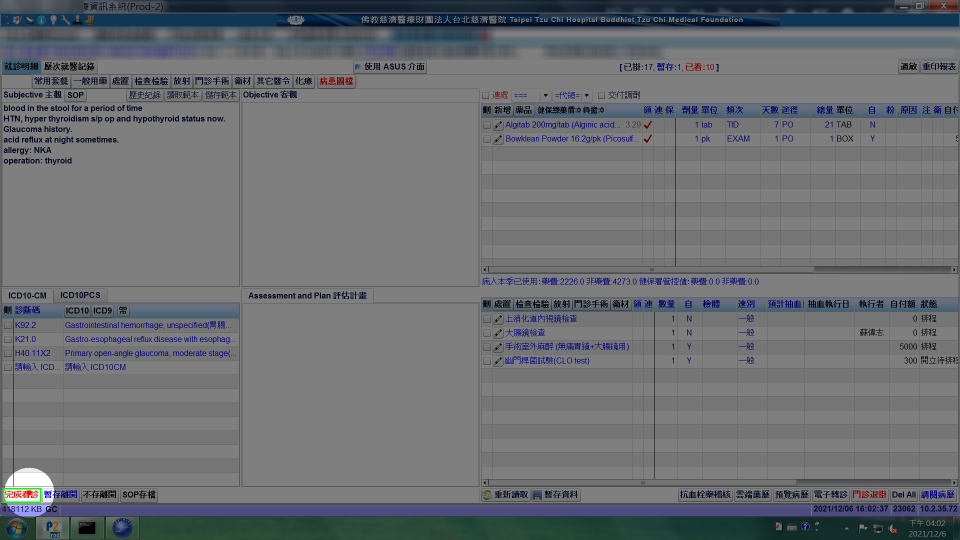 資訊系統(Prod-2)
佛教慈濟醫療財團法人台北慈濟醫院 Taipei Tzu Chi Hospital Buddhist Tzu Chi Medical Foundation
就診明細 歷次就醫記錄 使用 ASUS 介面 [已掛:17, 暫存:1, 已看:10] 過敏 重印報表
常用套餐 一般用藥 處置 檢查檢驗 放射 門診手術 衛材 其它醫令 化療 病患圖檔
Subjective 主觀 SOP 歷史紀錄 讀取範本 儲存範本
blood in the stool for a period of time
HTN, hyper thyroidism s/p op and hypothyroid status now.
Glaucoma history.
acid reflux at night sometimes.
allergy: NKA
operation: thyroid
Objective 客觀
連處 === =代碼= 交付調劑
刪 新增 藥品 健保總藥價:0 自擔:0 領 連 保 劑量 單位 頻次 天數 途徑 總量 單位 自 粉 原因 注 衛 自付
Algitab 200mg/tab (Alginic acid... 3.29 1 tab TID 7 PO 21 TAB N
Bowklean Powder 16.2g/pk (Picosulf... 1 pk EXAM 1 PO 1 BOX Y
病人本季已使用:藥費:2226.0 非藥費:4273.0 健保署管控值:藥費:0.0 非藥費:0.0
ICD10-CM ICD10PCS
刪 診斷碼 ICD10 ICD9 常
K92.2 Gastrointestinal hemorrhage, unspecified(胃腸...
K21.0 Gastro-esophageal reflux disease with esophag...
H40.11X2 Primary open-angle glaucoma, moderate stage(...
請輸入 ICD... 請輸入 ICD10CM
Assessment and Plan 評估計畫
刪 處置 檢查檢驗 放射 門診手術 衛材 領 連 數量 自 檢體 速別 預計抽血 抽血執行日 執行者 自付額 狀態
上消化道內視鏡檢查 1 N 一般 0 排程
大腸鏡檢查 1 N 一般 蘇偉志 0 排程
手術室外麻醉 (無痛胃鏡+大腸鏡用) 1 Y 一般 5000 排程
幽門桿菌試驗(CLO test) 1 Y 一般 300 開立待排程
完成看診 暫存離開 不存離開 SOP存檔
重新讀取 暫存資料 抗血栓藥稽核 雲端藥歷 預覽病歷 電子轉診 門診退掛 Del All 調閱病歷
418112 KB GC 2021/12/06 16:02:37 23062 10.2.35.72
下午 04:02
2021/12/6